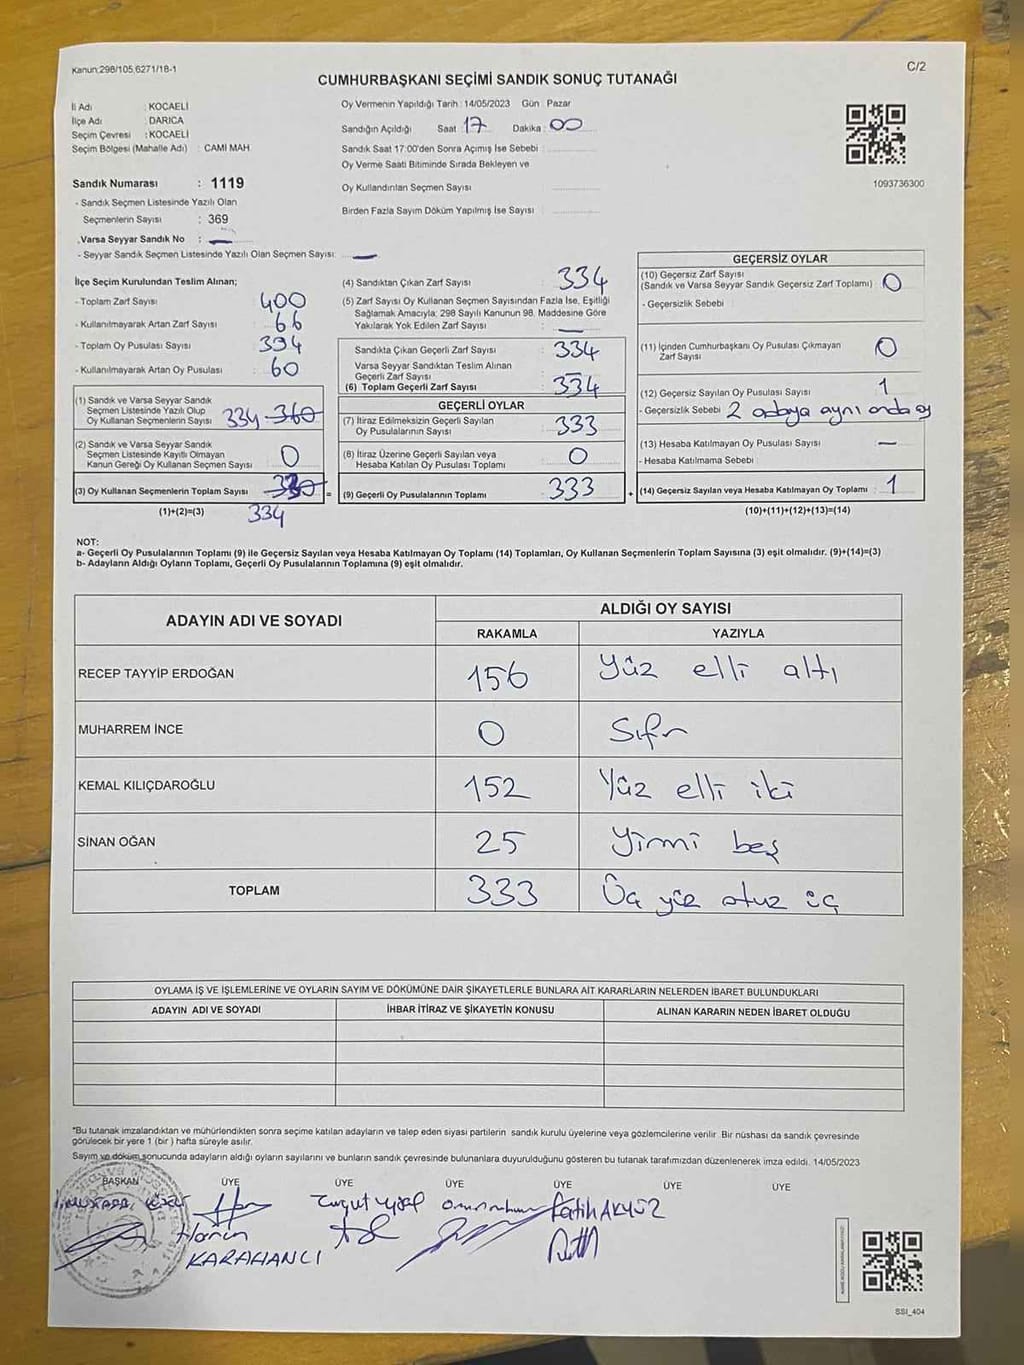 Kanun;298/105,6271/18-1
C/2
CUMHURBAŞKANI SEÇİMİ SANDIK SONUÇ TUTANAĞI
İl Adı : KOCAELİ
İlçe Adı : DARICA
Seçim Çevresi : KOCAELİ
Seçim Bölgesi (Mahalle Adı) : CAMİ MAH.
Sandık Numarası : 1119
- Sandık Seçmen Listesinde Yazılı Olan
Seçmenlerin Sayısı : 369
.Varsa Seyyar Sandık No : —
- Seyyar Sandık Seçmen Listesinde Yazılı Olan Seçmen Sayısı: —
Oy Vermenin Yapıldığı Tarih : 14/05/2023 Gün : Pazar
Sandığın Açıldığı Saat : 17 Dakika : 00
Sandık Saat 17:00'den Sonra Açımış İse Sebebi :
Oy Verme Saati Bitiminde Sırada Bekleyen ve
Oy Kullandırılan Seçmen Sayısı
Birden Fazla Sayım Döküm Yapılmış İse Sayısı :
1093736300
İlçe Seçim Kurulundan Teslim Alınan;
- Toplam Zarf Sayısı : 400
- Kullanılmayarak Artan Zarf Sayısı : 66
- Toplam Oy Pusulası Sayısı : 394
- Kullanılmayarak Artan Oy Pusulası : 60
(1) Sandık ve Varsa Seyyar Sandık
Seçmen Listesinde Yazılı Olup
Oy Kullanan Seçmenlerin Sayısı 334 360
(2) Sandık ve Varsa Seyyar Sandık
Seçmen Listesinde Kayıtlı Olmayan
Kanun Gereği Oy Kullanan Seçmen Sayısı 0
(3) Oy Kullanan Seçmenlerin Toplam Sayısı =
(1)+(2)=(3) 334
(4) Sandıktan Çıkan Zarf Sayısı : 334
(5) Zarf Sayısı Oy Kullanan Seçmen Sayısından Fazla İse, Eşitliği
Sağlamak Amacıyla; 298 Sayılı Kanunun 98. Maddesine Göre
Yakılarak Yok Edilen Zarf Sayısı : —
Sandıkta Çıkan Geçerli Zarf Sayısı : 334
Varsa Seyyar Sandıktan Teslim Alınan
Geçerli Zarf Sayısı : —
(6) Toplam Geçerli Zarf Sayısı : 334
GEÇERLİ OYLAR
(7) İtiraz Edilmeksizin Geçerli Sayılan
Oy Pusulalarının Sayısı : 333
(8) İtiraz Üzerine Geçerli Sayılan veya
Hesaba Katılan Oy Pusulası Toplamı : 0
(9) Geçerli Oy Pusulalarının Toplamı : 333 +
GEÇERSİZ OYLAR
(10) Geçersiz Zarf Sayısı
(Sandık ve Varsa Seyyar Sandık Geçersiz Zarf Toplamı) : 0
- Geçersizlik Sebebi :
(11) İçinden Cumhurbaşkanı Oy Pusulası Çıkmayan
Zarf Sayısı : 0
(12) Geçersiz Sayılan Oy Pusulası Sayısı : 1
- Geçersizlik Sebebi : 2 adaya aynı anda oy
(13) Hesaba Katılmayan Oy Pusulası Sayısı : —
- Hesaba Katılmama Sebebi :
(14) Geçersiz Sayılan veya Hesaba Katılmayan Oy Toplamı : 1
(10)+(11)+(12)+(13)=(14)
NOT:
a- Geçerli Oy Pusulalarının Toplamı (9) ile Geçersiz Sayılan veya Hesaba Katılmayan Oy Toplamı (14) Toplamları, Oy Kullanan Seçmenlerin Toplam Sayısına (3) eşit olmalıdır. (9)+(14)=(3)
b- Adayların Aldığı Oyların Toplamı, Geçerli Oy Pusulalarının Toplamına (9) eşit olmalıdır.
ADAYIN ADI VE SOYADI
ALDIĞI OY SAYISI
RAKAMLA YAZIYLA
RECEP TAYYİP ERDOĞAN 156 Yüz elli altı
MUHARREM İNCE 0 Sıfır
KEMAL KILIÇDAROĞLU 152 Yüz elli iki
SİNAN OĞAN 25 Yirmi beş
TOPLAM 333 Üç yüz otuz üç
OYLAMA İŞ VE İŞLEMLERİNE VE OYLARIN SAYIM VE DÖKÜMÜNE DAİR ŞİKAYETLERLE BUNLARA AİT KARARLARIN NELERDEN İBARET BULUNDUKLARI
ADAYIN ADI VE SOYADI İHBAR İTİRAZ VE ŞİKAYETİN KONUSU ALINAN KARARIN NEDEN İBARET OLDUĞU
*Bu tutanak imzalandıktan ve mühürlendikten sonra seçime katılan adayların ve talep eden siyasi partilerin sandık kurulu üyelerine veya gözlemcilerine verilir. Bir nüshası da sandık çevresinde
görülecek bir yere 1 (bir ) hafta süreyle asılır.
Sayım ve döküm sonucunda adayların aldığı oyların sayılarını ve bunların sandık çevresinde bulunanlara duyurulduğunu gösteren bu tutanak tarafımızdan düzenlenerek imza edildi. 14/05/2023
BAŞKAN ÜYE ÜYE ÜYE ÜYE ÜYE ÜYE
Turgut Fatih AKYÜZ
KARAHANCI
SSI_404